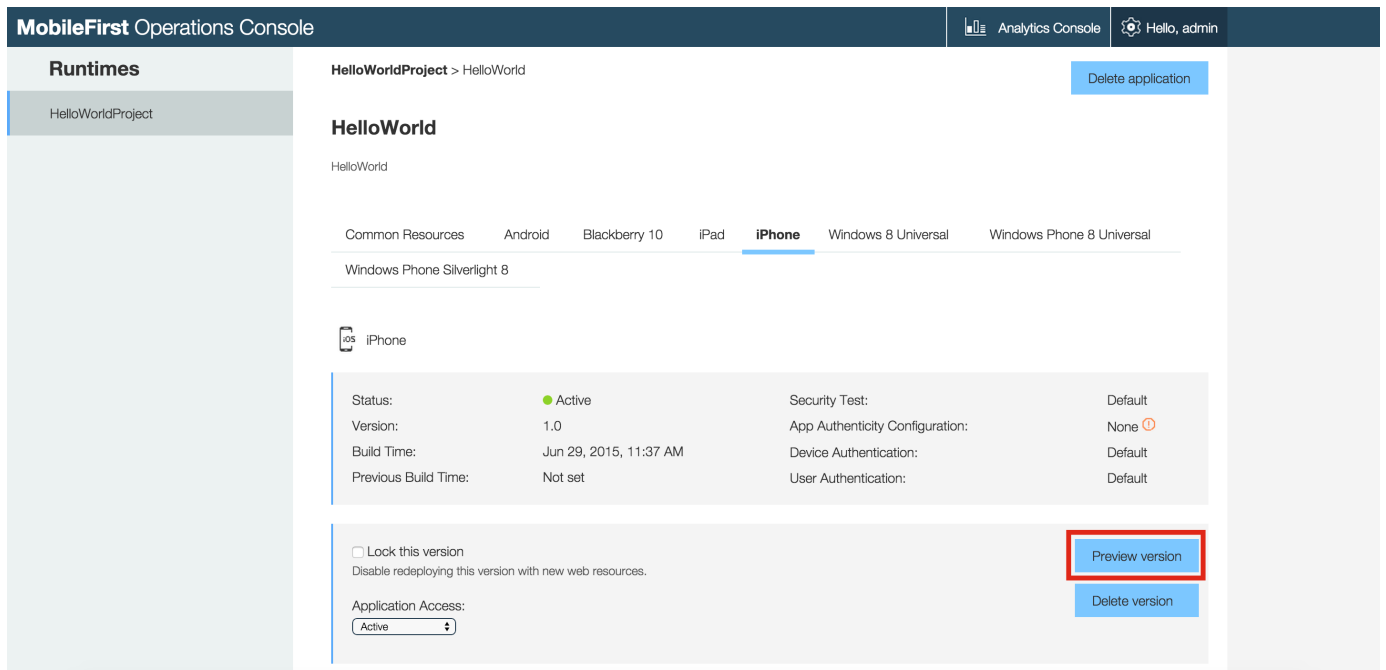 MobileFirst Operations Console
Analytics Console
Hello, admin
Runtimes
HelloWorldProject
HelloWorldProject > HelloWorld
Delete application
HelloWorld
HelloWorld
Common Resources Android Blackberry 10 iPad iPhone Windows 8 Universal Windows Phone 8 Universal
Windows Phone Silverlight 8
iOS iPhone
Status: Active Security Test: Default
Version: 1.0 App Authenticity Configuration: None
Build Time: Jun 29, 2015, 11:37 AM Device Authentication: Default
Previous Build Time: Not set User Authentication: Default
Lock this version
Preview version
Disable redeploying this version with new web resources.
Delete version
Application Access:
Active